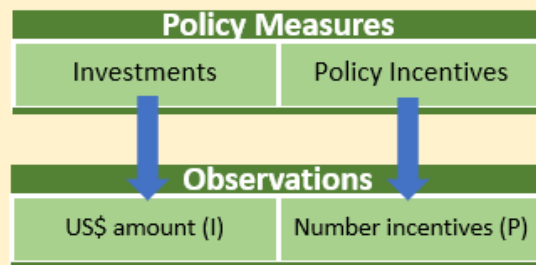 Policy Measures
Investments
Policy Incentives
Observations
US$ amount (I)
Number incentives (P)